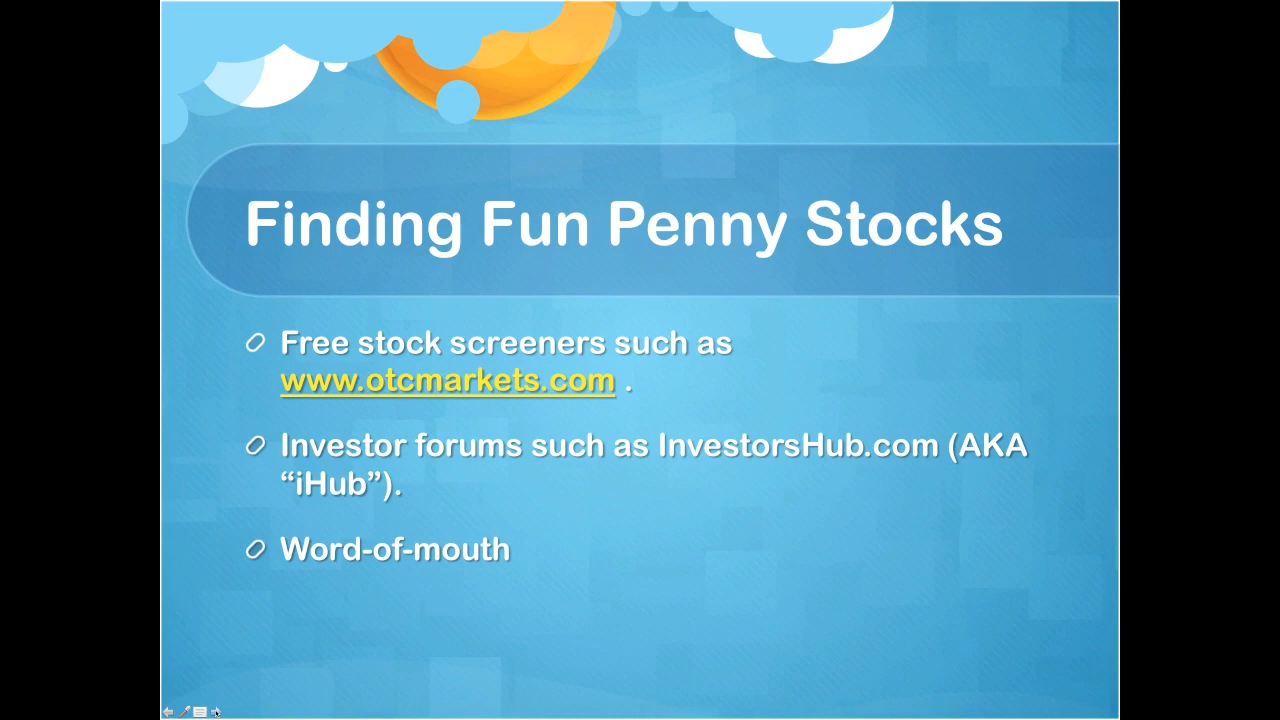 Finding Fun Penny Stocks
Free stock screeners such as
www.otcmarkets.com .
Investor forums such as InvestorsHub.com (AKA
“iHub”).
Word-of-mouth